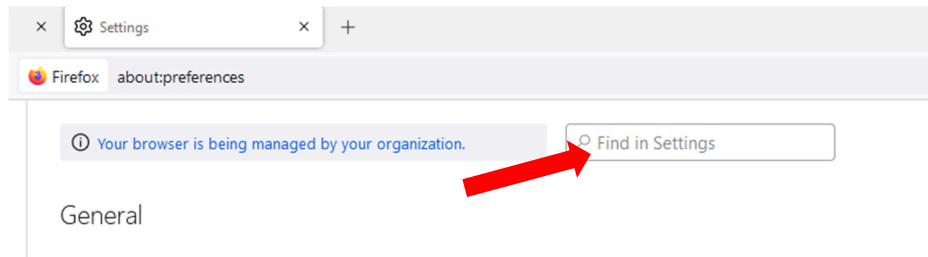 Settings
Firefox about:preferences
Your browser is being managed by your organization.
Find in Settings
General